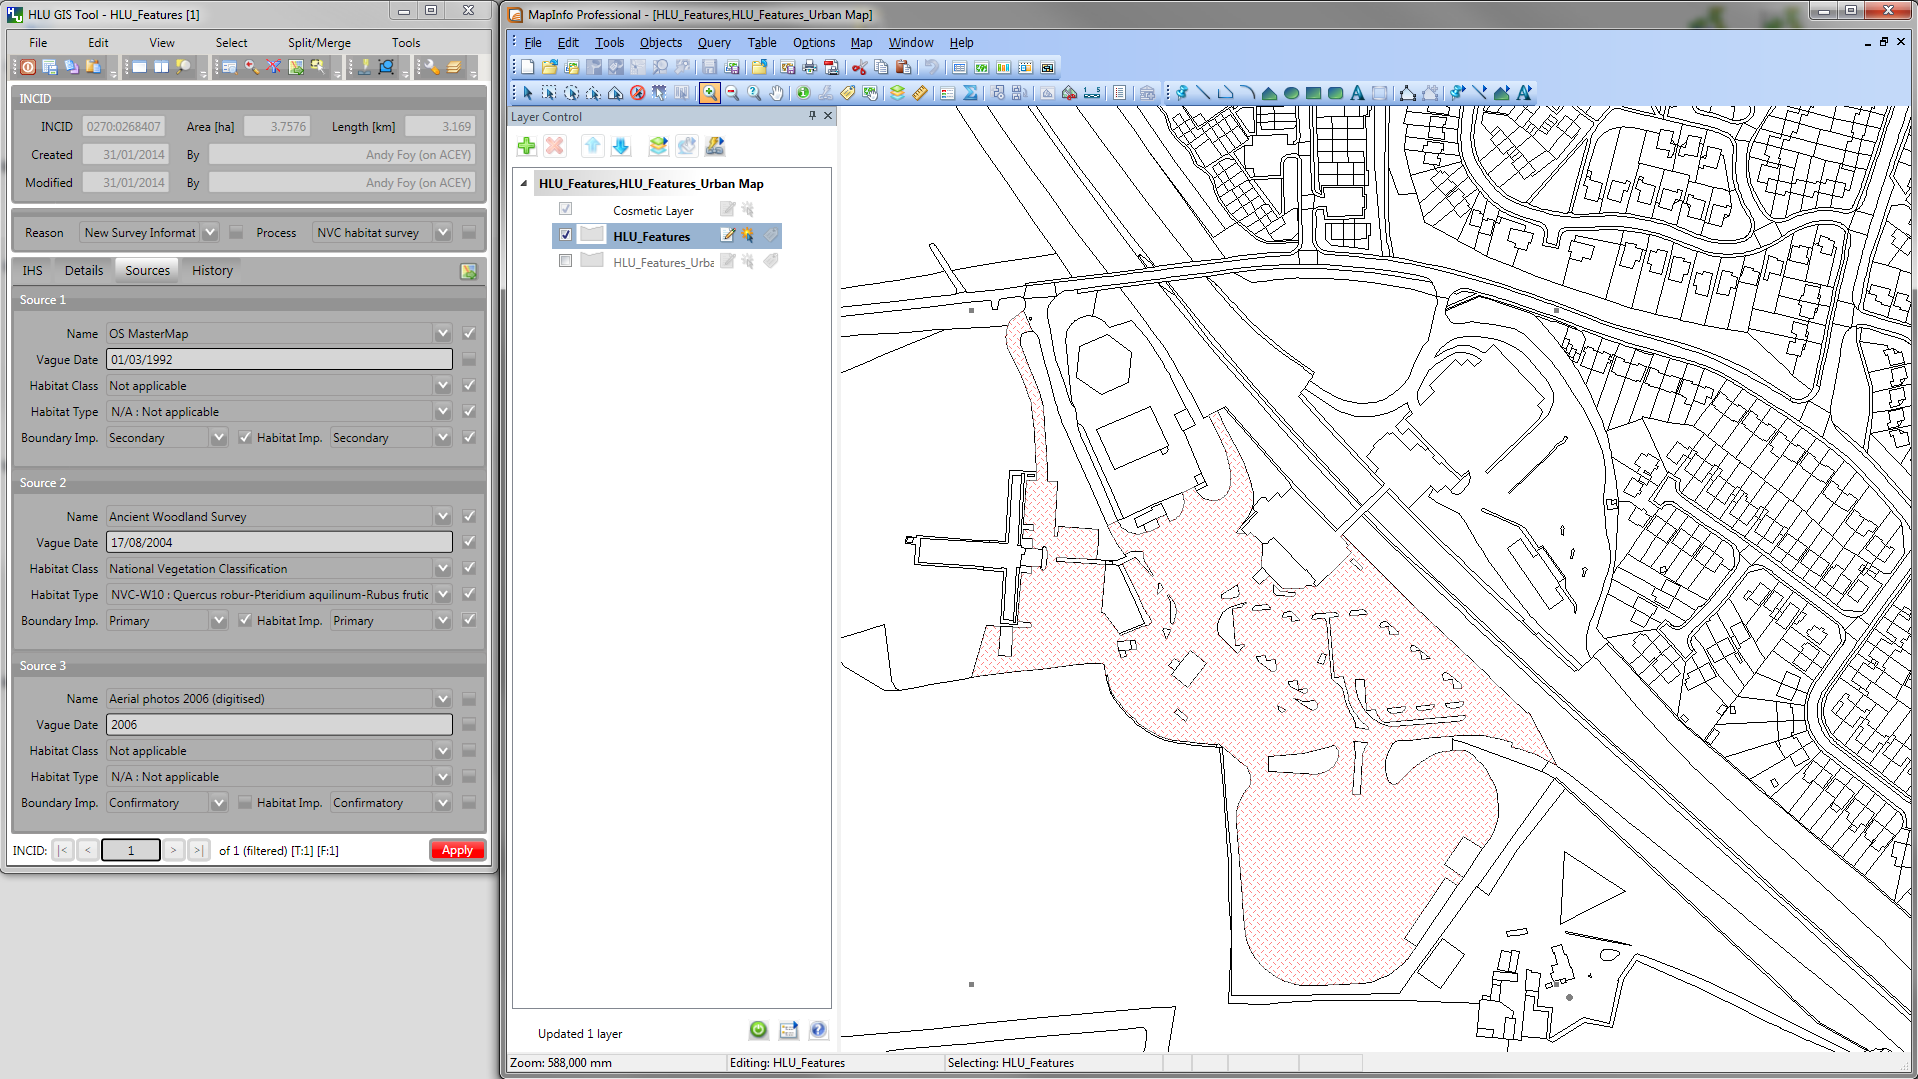 HLU GIS Tool - HLU_Features [1]
File Edit View Select Split/Merge Tools
INCID
INCID 0270:0268407 Area [ha] 3.7576 Length [km] 3.169
Created 31/01/2014 By Andy Foy (on ACEY)
Modified 31/01/2014 By Andy Foy (on ACEY)
Reason New Survey Informat Process NVC habitat survey
IHS Details Sources History
Source 1
Name OS MasterMap
Vague Date 01/03/1992
Habitat Class Not applicable
Habitat Type N/A : Not applicable
Boundary Imp. Secondary Habitat Imp. Secondary
Source 2
Name Ancient Woodland Survey
Vague Date 17/08/2004
Habitat Class National Vegetation Classification
Habitat Type NVC-W10 : Quercus robur-Pteridium aquilinum-Rubus frutic
Boundary Imp. Primary Habitat Imp. Primary
Source 3
Name Aerial photos 2006 (digitised)
Vague Date 2006
Habitat Class Not applicable
Habitat Type N/A : Not applicable
Boundary Imp. Confirmatory Habitat Imp. Confirmatory
INCID: |< < 1 > >| of 1 (filtered) [T:1] [F:1] Apply
MapInfo Professional - [HLU_Features,HLU_Features_Urban Map]
File Edit Tools Objects Query Table Options Map Window Help
Layer Control
HLU_Features,HLU_Features_Urban Map
Cosmetic Layer
HLU_Features
HLU_Features_Urba
Updated 1 layer
Zoom: 588,000 mm Editing: HLU_Features Selecting: HLU_Features